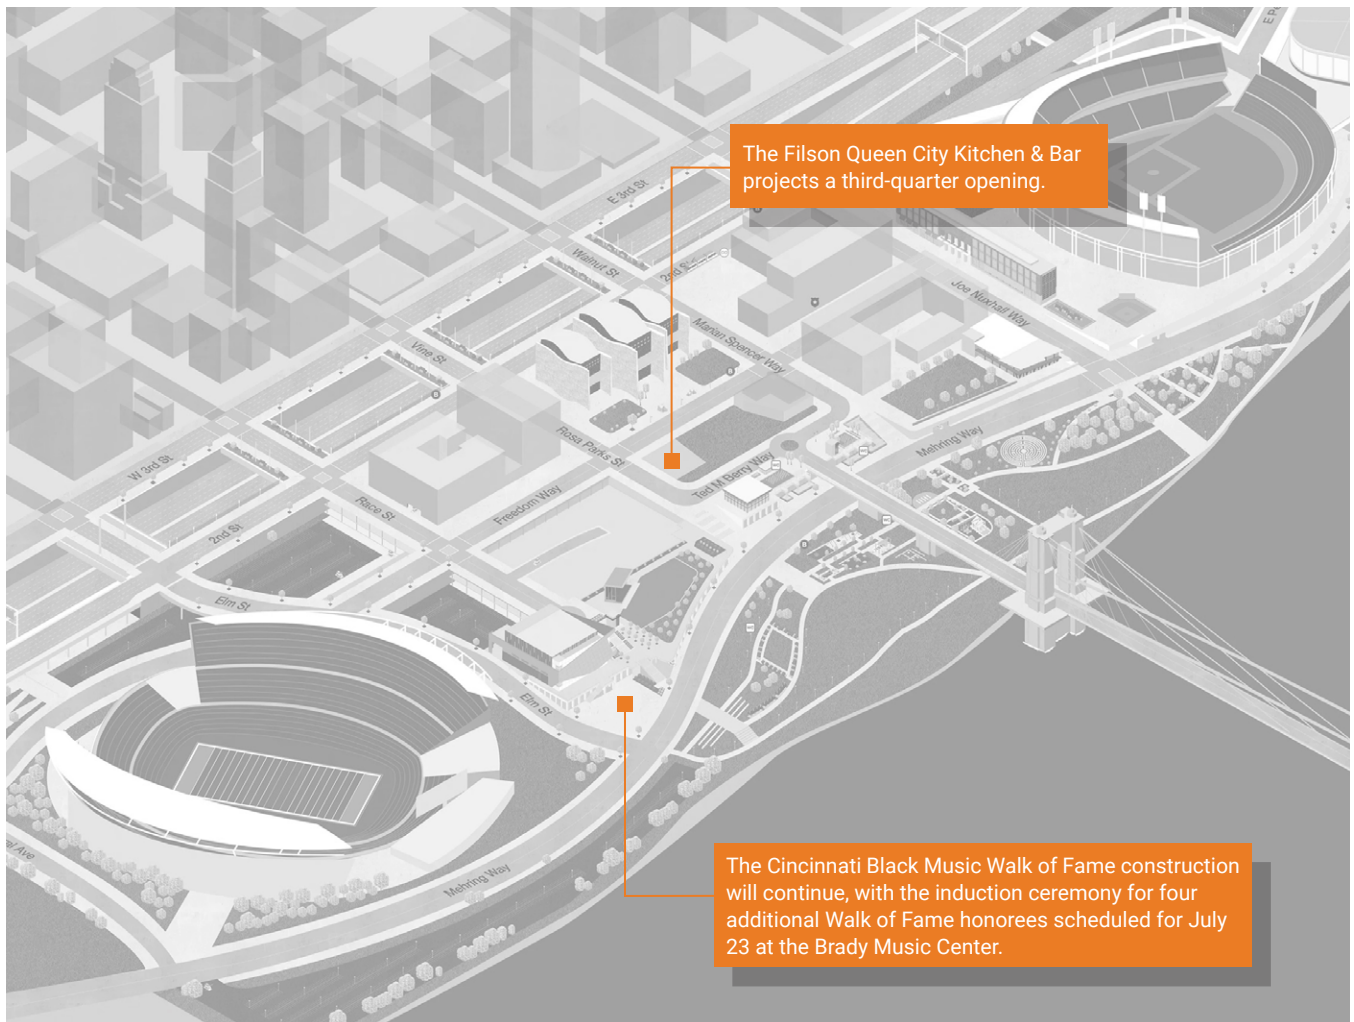 E P
The Filson Queen City Kitchen & Bar
projects a third-quarter opening.
E 3rd St
Walnut St
2nd St
Joe Nuxhall Way
Marian Spencer Way
Vine St
Rosa Parks St
Mehring Way
W 3rd St
Ted M Berry Way
Freedom Way
Race St
2nd St
Elm St
Elm St
Mehring Way
Ave
The Cincinnati Black Music Walk of Fame construction
will continue, with the induction ceremony for four
additional Walk of Fame honorees scheduled for July
23 at the Brady Music Center.